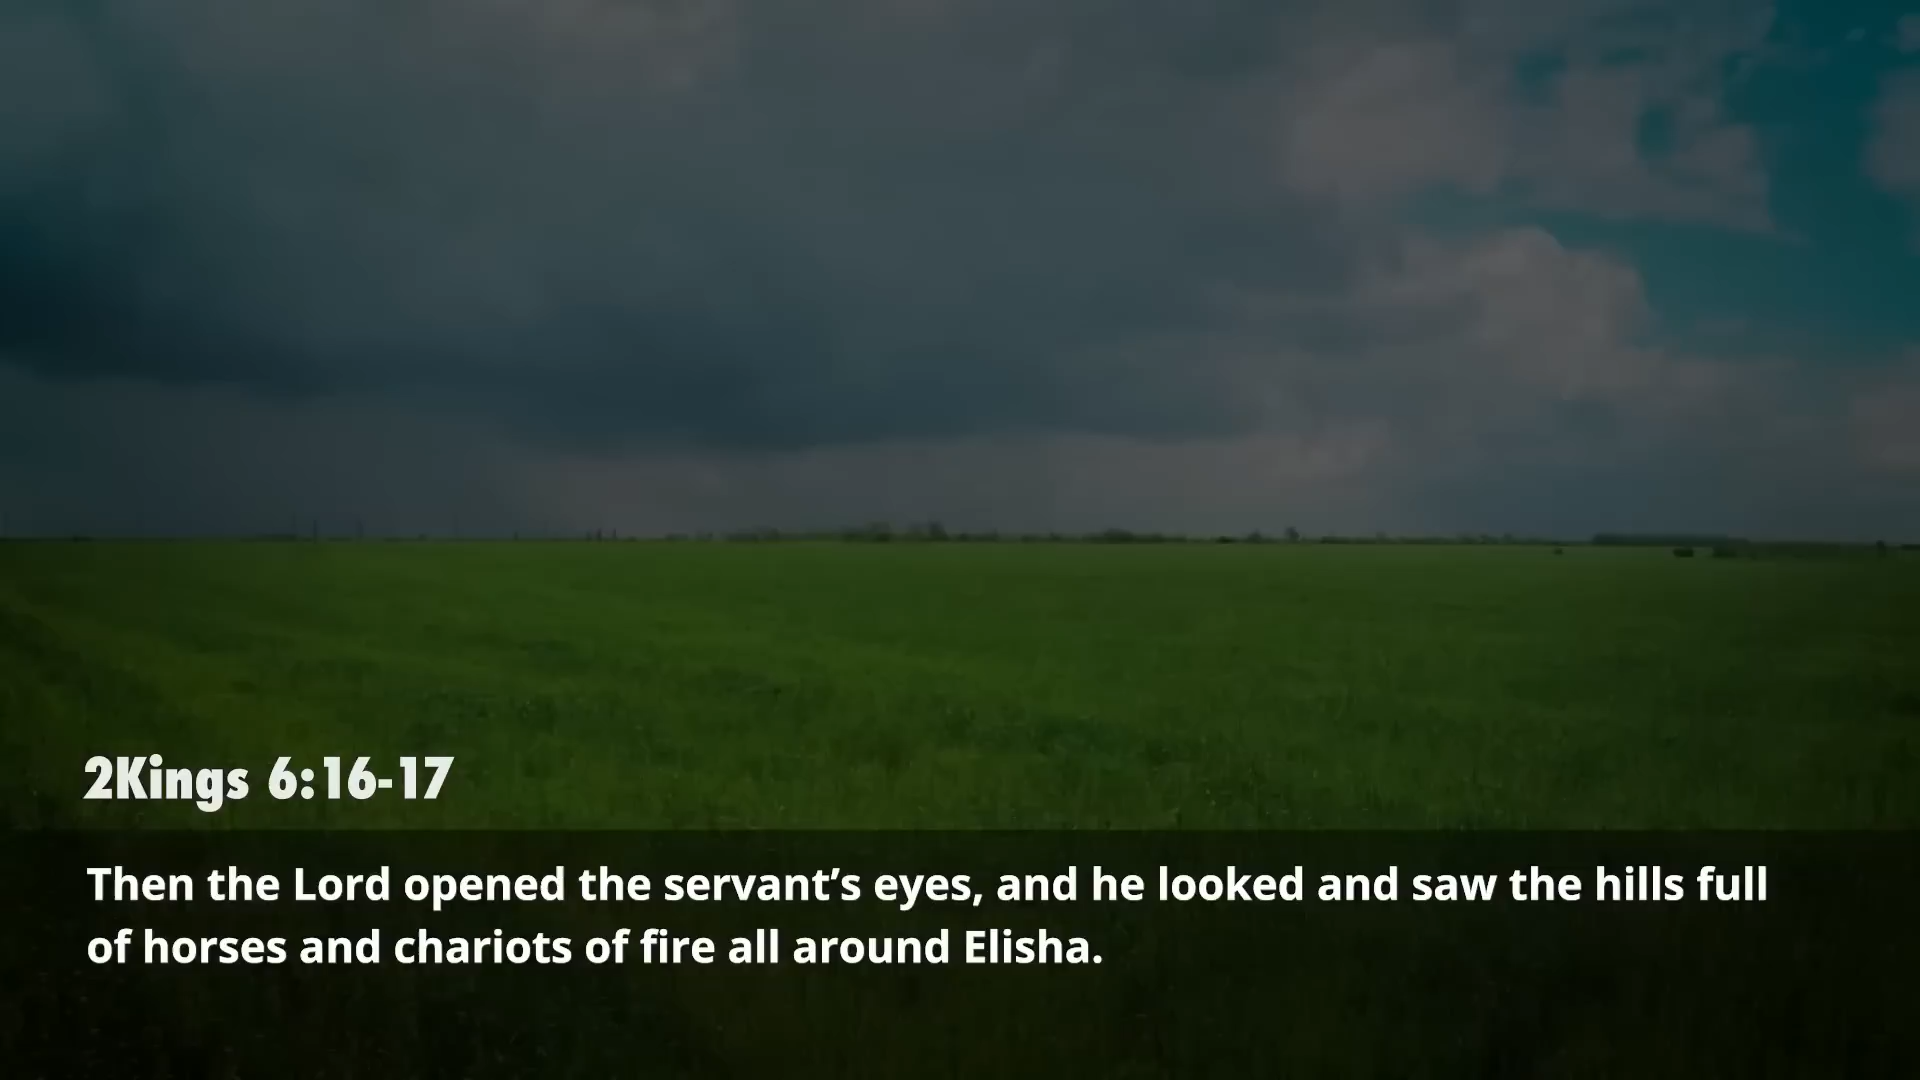 2Kings 6:16-17
Then the Lord opened the servant’s eyes, and he looked and saw the hills full
of horses and chariots of fire all around Elisha.